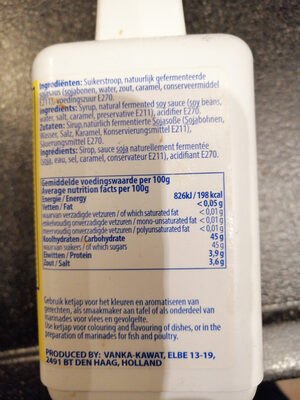 Ingrediënten: Suikerstroop, natuurlijk gefermenteerde
sojasaus (sojabonen, water, zout, caramel, conserveermiddel
E211), voedingszuur E270.
Ingredients: Syrup, natural fermented soy sauce (soy beans,
water, salt, caramel, preservative E211), acidifier E270.
Zutaten: Sirup, natürlich fermentierte Sojasoße (Sojabohnen,
Wasser, Salz, Karamel, Konservierungsmittel E211),
Säuerungsmittel E270.
Ingrédients: Sirop, sauce soja naturellement fermentée
(soja, eau, sel, caramel, conservateur E211), acidifiant E270.
Gemiddelde voedingswaarde per 100g
Average nutrition facts per 100g
Energie / Energy 826kJ / 198 kcal
Vetten / Fat < 0,05 g
waarvan verzadigde vetzuren / of which saturated fat < 0,01 g
enkelvoudig onverzadigde vetzuren / mono-unsaturated fat < 0,01 g
meervoudig onverzadigde vetzuren / polyunsaturated fat < 0,01 g
Koolhydraten / Carbohydrate 45 g
waarvan suikers / of which sugars 45 g
Eiwitten / Protein 3,9 g
Zout / Salt 3,6 g
Gebruik ketjap voor het kleuren en aromatiseren van
gerechten, als smaakmaker aan tafel of als onderdeel van
marinades voor vlees en gevolgelte.
Use ketjap for colouring and flavouring of dishes, or in the
preparation of marinades for fish and poultry.
PRODUCED BY: VANKA-KAWAT, ELBE 13-19,
2491 BT DEN HAAG, HOLLAND